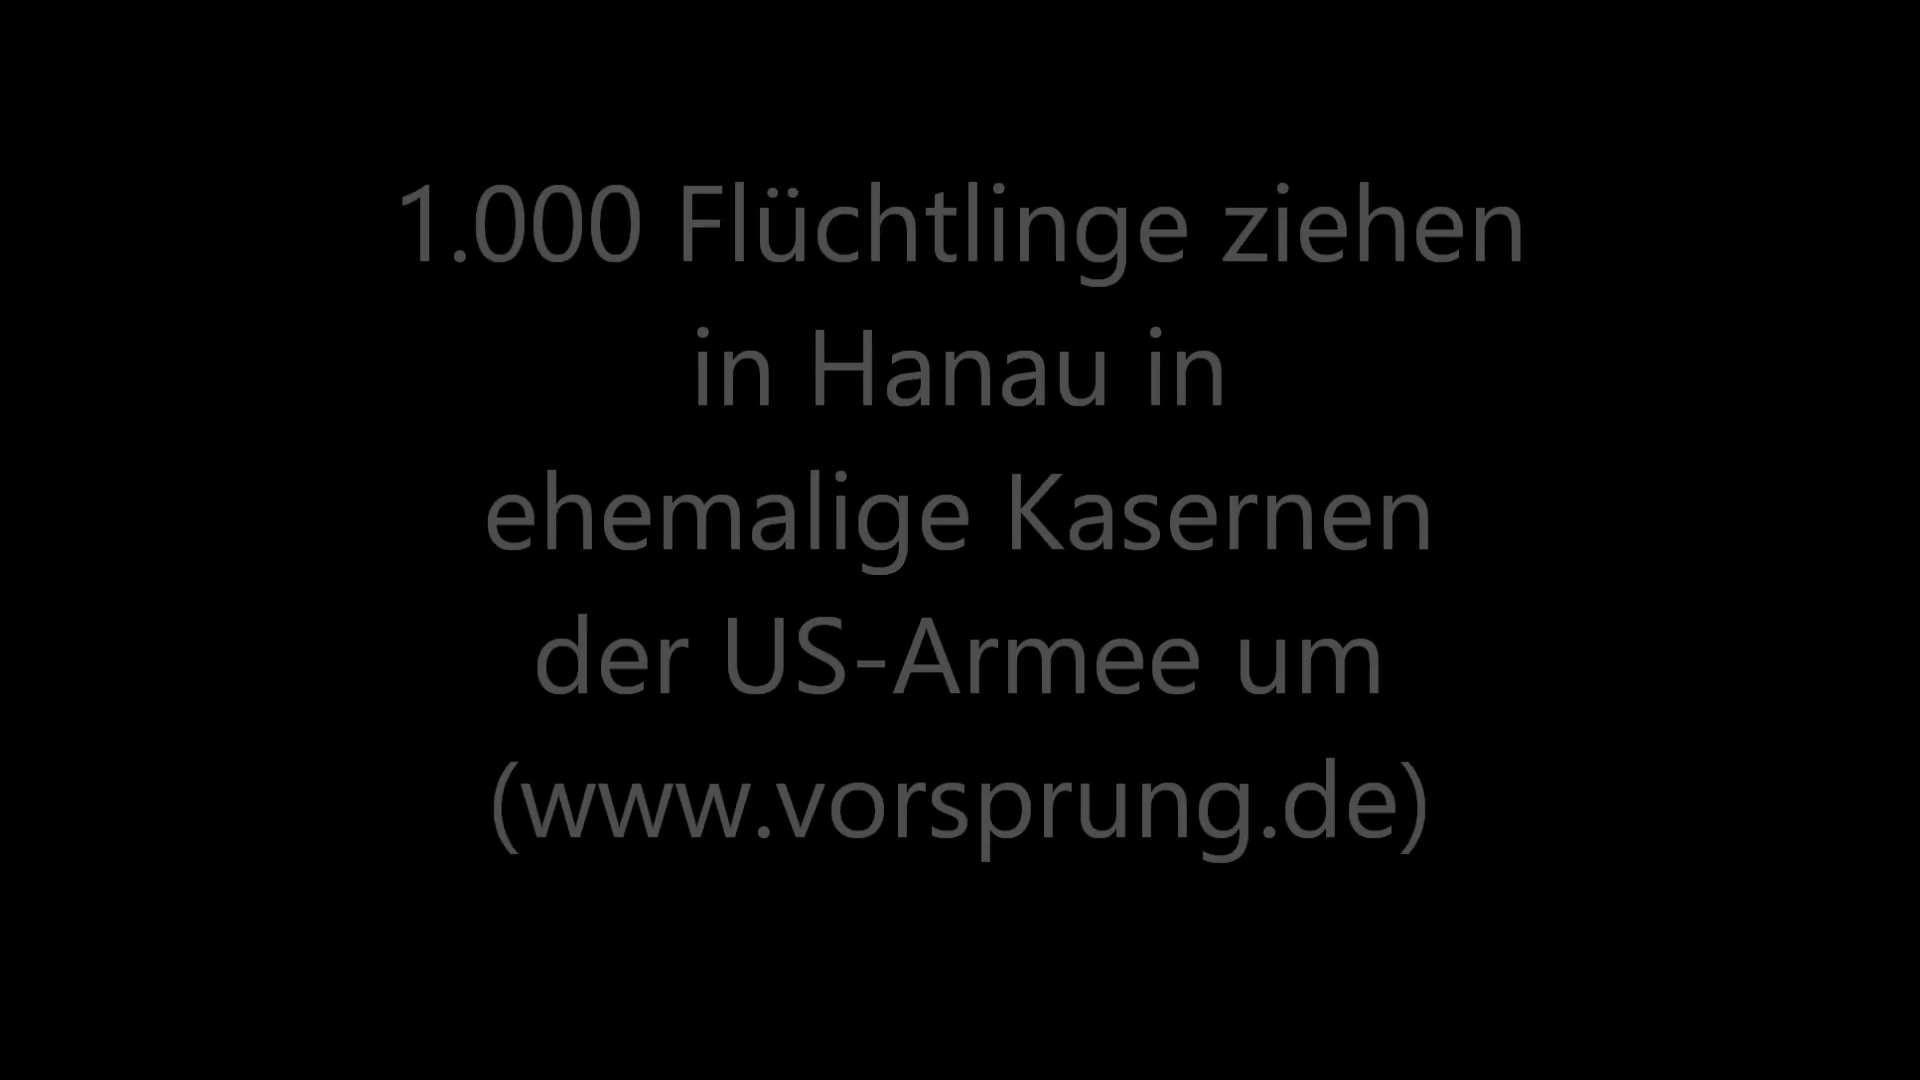 1.000 Flüchtlinge ziehen
in Hanau in
ehemalige Kasernen
der US-Armee um
(www.vorsprung.de)